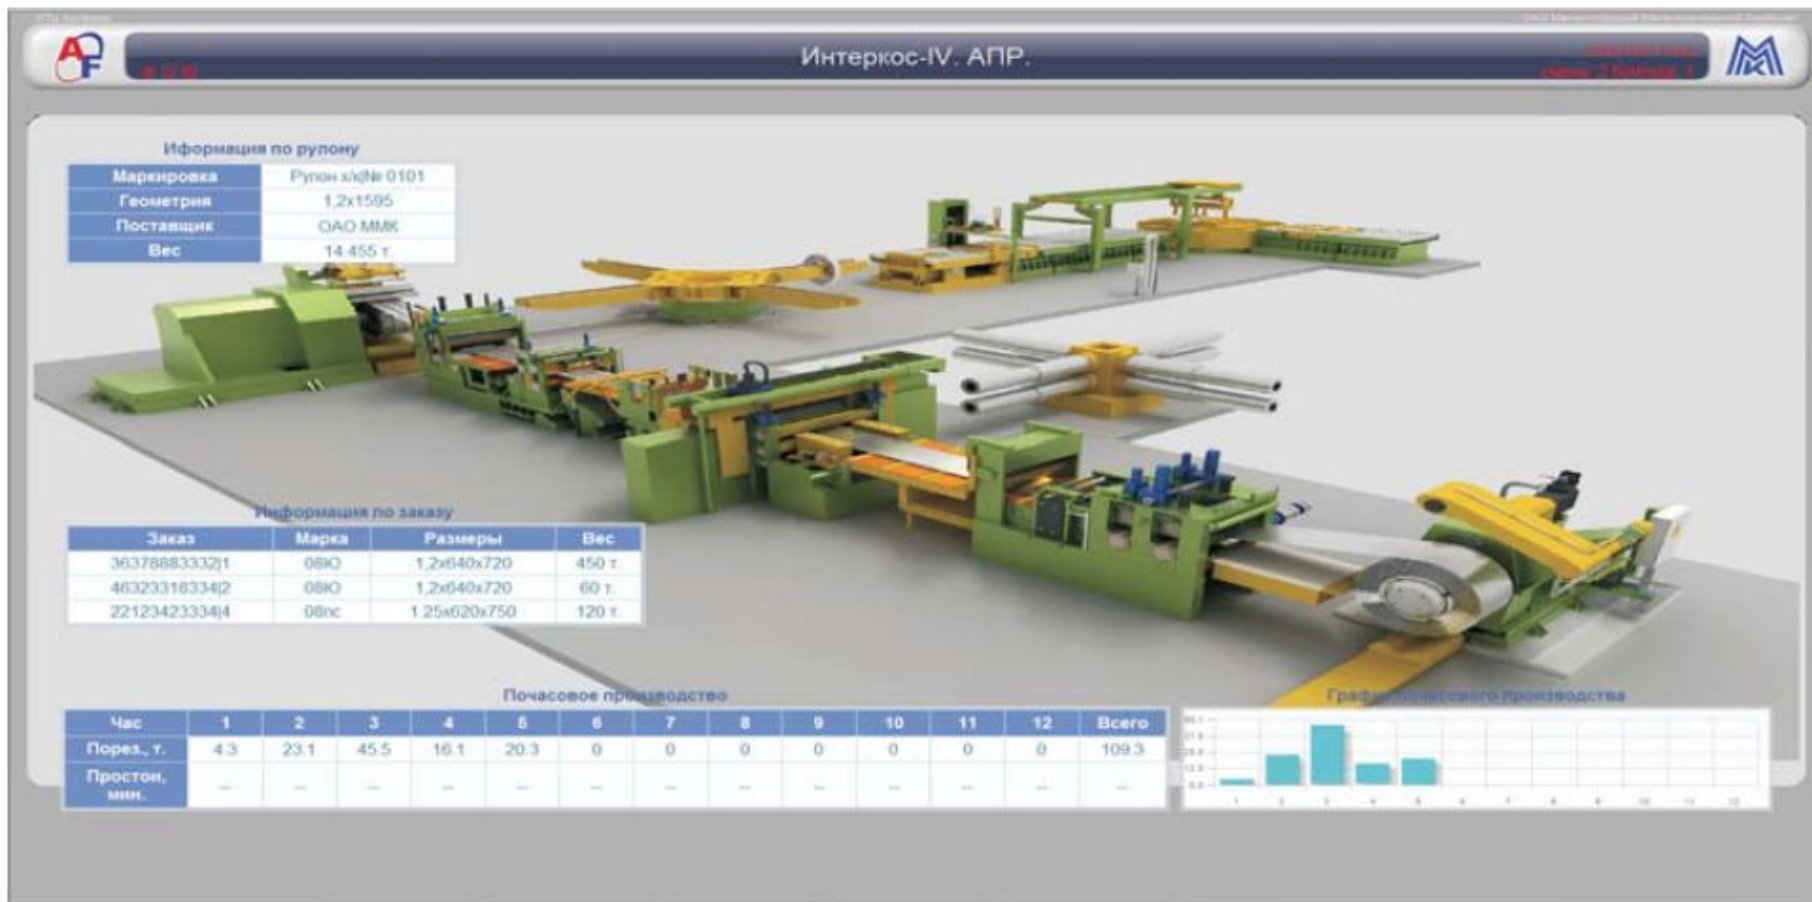 Интеркос-IV. АПР.
Иформация по рулону
Маркировка Рулон х/к№ 0101
Геометрия 1,2x1595
Поставщик ОАО ММК
Вес 14 455 т.
Информация по заказу
Заказ Марка Размеры Вес
36378883332|1 08Ю 1,2x640x720 450 т.
46323318334|2 08Ю 1,2x640x720 60 т.
22123423334|4 08пс 1.25x620x750 120 т.
Почасовое производство
Час 1 2 3 4 5 6 7 8 9 10 11 12 Всего
Порез., т. 4.3 23.1 45.5 16.1 20.3 0 0 0 0 0 0 0 109.3
Простои, мин. -- -- -- -- -- -- -- -- -- -- -- -- --
График почасового производства
1 2 3 4 5 6 7 8 9 10 11 12